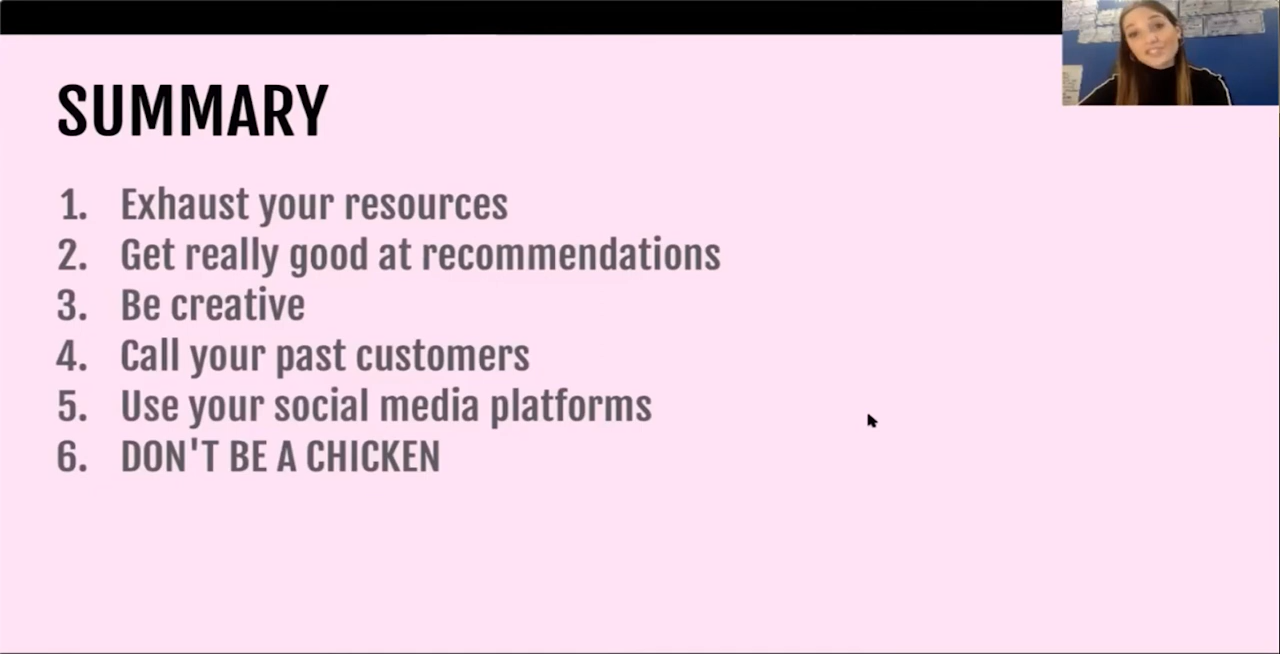 SUMMARY
1. Exhaust your resources
2. Get really good at recommendations
3. Be creative
4. Call your past customers
5. Use your social media platforms
6. DON'T BE A CHICKEN